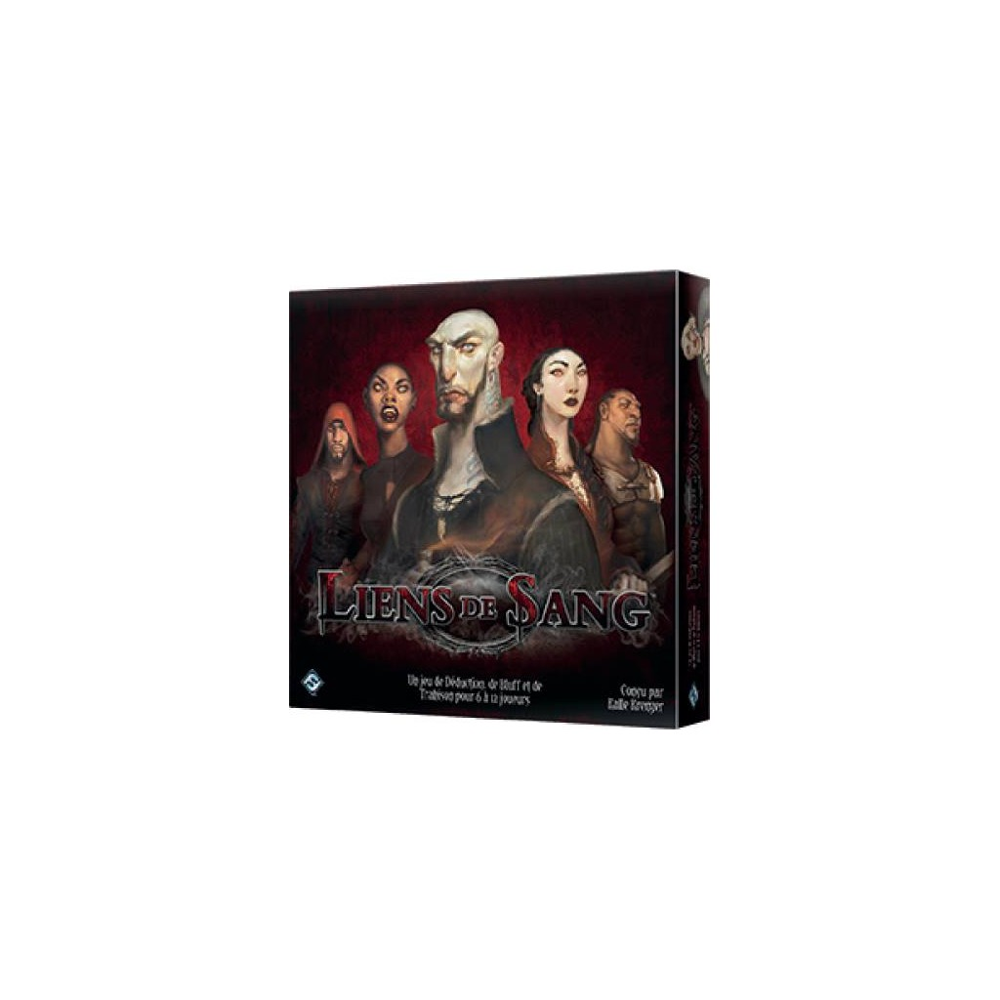 LIENS DE SANG
Un jeu de Déduction, de Bluff et de
Trahison pour 6 à 12 joueurs
Conçu par
Kalle Krenzer